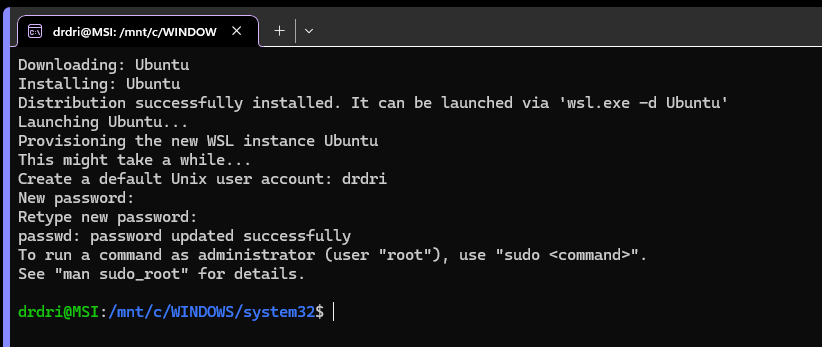 drdri@MSI: /mnt/c/WINDOW
Downloading: Ubuntu
Installing: Ubuntu
Distribution successfully installed. It can be launched via 'wsl.exe -d Ubuntu'
Launching Ubuntu...
Provisioning the new WSL instance Ubuntu
This might take a while...
Create a default Unix user account: drdri
New password:
Retype new password:
passwd: password updated successfully
To run a command as administrator (user "root"), use "sudo <command>".
See "man sudo_root" for details.
drdri@MSI:/mnt/c/WINDOWS/system32$